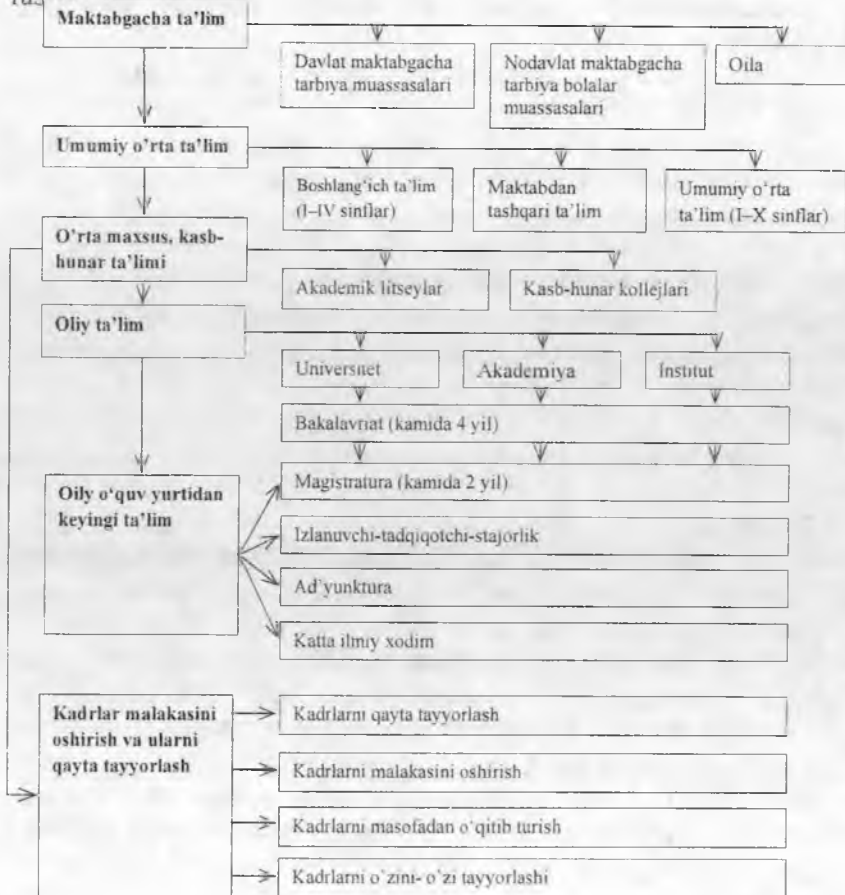 Maktabgacha ta’lim
Davlat maktabgacha
tarbiya muassasalari
Nodavlat maktabgacha
tarbiya bolalar
muassasalari
Oila
Umumiy o’rta ta’lim
Boshlang‘ich ta’lim
(I–IV sinflar)
Maktabdan
tashqari ta’lim
Umumiy o‘rta
ta’lim (I–X sinflar)
O’rta maxsus, kasb-
hunar ta’limi
Akademik litseylar
Kasb-hunar kollejlari
Oliy ta’lim
Universitet
Akademiya
Institut
Bakalavriat (kamida 4 yil)
Oily o‘quv yurtidan
keyingi ta’lim
Magistratura (kamida 2 yil)
Izlanuvchi-tadqiqotchi-stajorlik
Ad’yunktura
Katta ilmiy xodim
Kadrlar malakasini
oshirish va ularni
qayta tayyorlash
Kadrlarni qayta tayyorlash
Kadrlarni malakasini oshirish
Kadrlarni masofadan o‘qitib turish
Kadrlarni o‘zini- o‘zi tayyorlashi